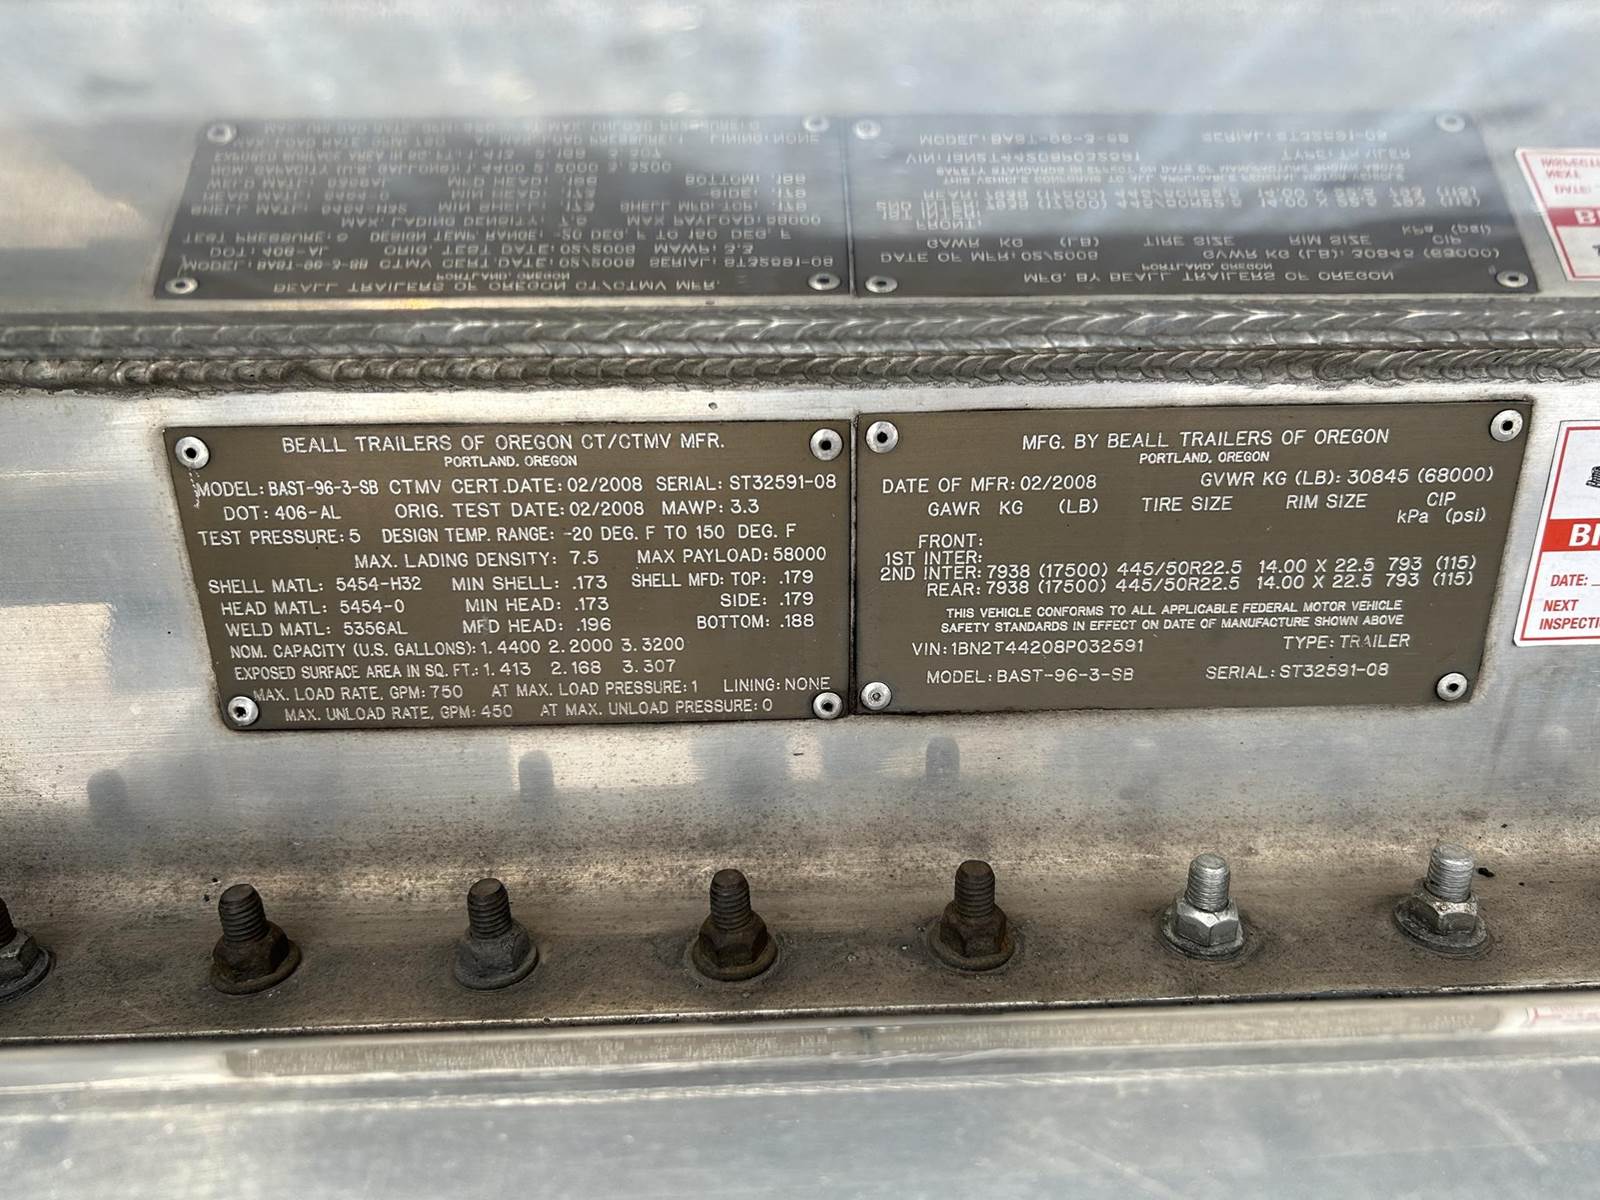 BEALL TRAILERS OF OREGON CT/CTMV MFR.
PORTLAND, OREGON
MODEL: BAST-96-3-SB CTMV CERT.DATE: 02/2008 SERIAL: ST32591-08
DOT: 406-AL ORIG. TEST DATE: 02/2008 MAWP: 3.3
TEST PRESSURE: 5 DESIGN TEMP. RANGE: -20 DEG. F TO 150 DEG. F
MAX. LADING DENSITY: 7.5 MAX PAYLOAD: 58000
SHELL MATL: 5454-H32 MIN SHELL: .173 SHELL MFD: TOP: .179
HEAD MATL: 5454-0 MIN HEAD: .173 SIDE: .179
WELD MATL: 5356AL MFD HEAD: .196 BOTTOM: .188
NOM. CAPACITY (U.S. GALLONS): 1. 4400 2. 2000 3. 3200
EXPOSED SURFACE AREA IN SQ. FT.: 1. 413 2. 168 3. 307
MAX. LOAD RATE, GPM: 750 AT MAX. LOAD PRESSURE: 1 LINING: NONE
MAX. UNLOAD RATE, GPM: 450 AT MAX. UNLOAD PRESSURE: 0
MFG. BY BEALL TRAILERS OF OREGON
PORTLAND, OREGON
DATE OF MFR: 02/2008 GVWR KG (LB): 30845 (68000)
GAWR KG (LB) TIRE SIZE RIM SIZE CIP
kPa (psi)
FRONT:
1ST INTER:
2ND INTER: 7938 (17500) 445/50R22.5 14.00 X 22.5 793 (115)
REAR: 7938 (17500) 445/50R22.5 14.00 X 22.5 793 (115)
THIS VEHICLE CONFORMS TO ALL APPLICABLE FEDERAL MOTOR VEHICLE
SAFETY STANDARDS IN EFFECT ON DATE OF MANUFACTURE SHOWN ABOVE
VIN: 1BN2T44208P032591 TYPE: TRAILER
MODEL: BAST-96-3-SB SERIAL: ST32591-08
DATE:
NEXT